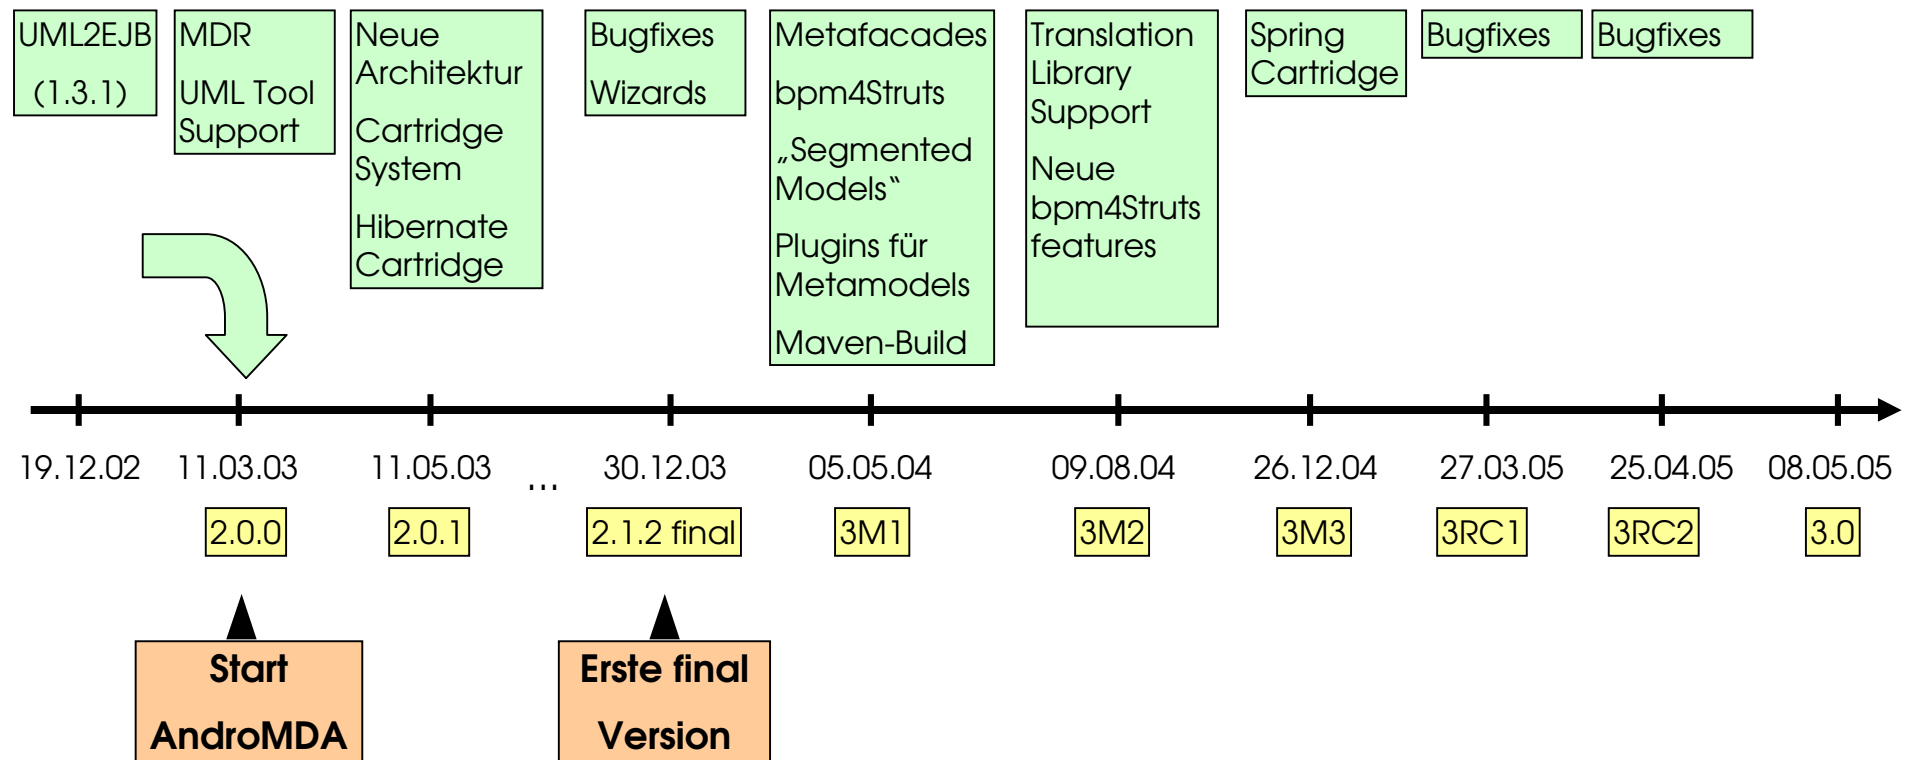 UML2EJB
(1.3.1)
MDR
UML Tool
Support
Neue
Architektur
Cartridge
System
Hibernate
Cartridge
Bugfixes
Wizards
Metafacades
bpm4Struts
„Segmented
Models‟
Plugins für
Metamodels
Maven-Build
Translation
Library
Support
Neue
bpm4Struts
features
Spring
Cartridge
Bugfixes
Bugfixes
19.12.02 11.03.03 11.05.03 ... 30.12.03 05.05.04 09.08.04 26.12.04 27.03.05 25.04.05 08.05.05
2.0.0 2.0.1 2.1.2 final 3M1 3M2 3M3 3RC1 3RC2 3.0
Start
AndroMDA
Erste final
Version